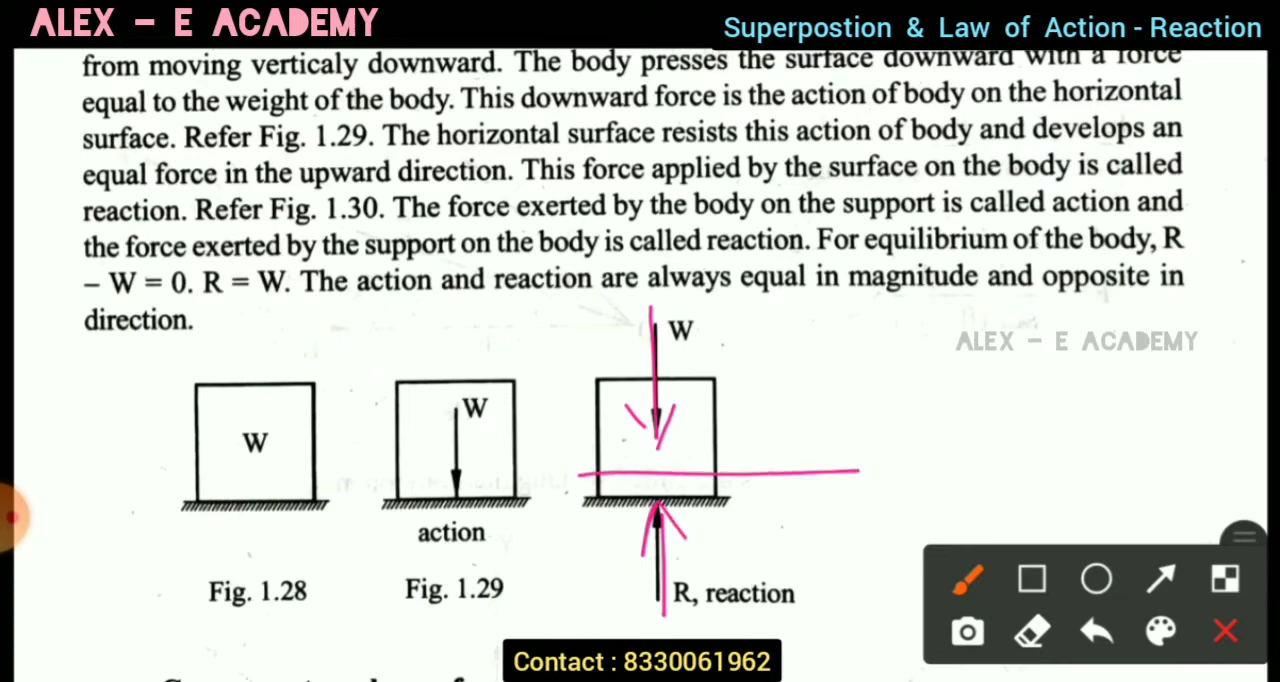 ALEX – E ACADEMY
Superpostion & Law of Action - Reaction
from moving verticaly downward. The body presses the surface downward with a force
equal to the weight of the body. This downward force is the action of body on the horizontal
surface. Refer Fig. 1.29. The horizontal surface resists this action of body and develops an
equal force in the upward direction. This force applied by the surface on the body is called
reaction. Refer Fig. 1.30. The force exerted by the body on the support is called action and
the force exerted by the support on the body is called reaction. For equilibrium of the body, R
– W = 0. R = W. The action and reaction are always equal in magnitude and opposite in
direction.
W
ALEX – E ACADEMY
W
W
action
Fig. 1.28
Fig. 1.29
R, reaction
Contact : 8330061962